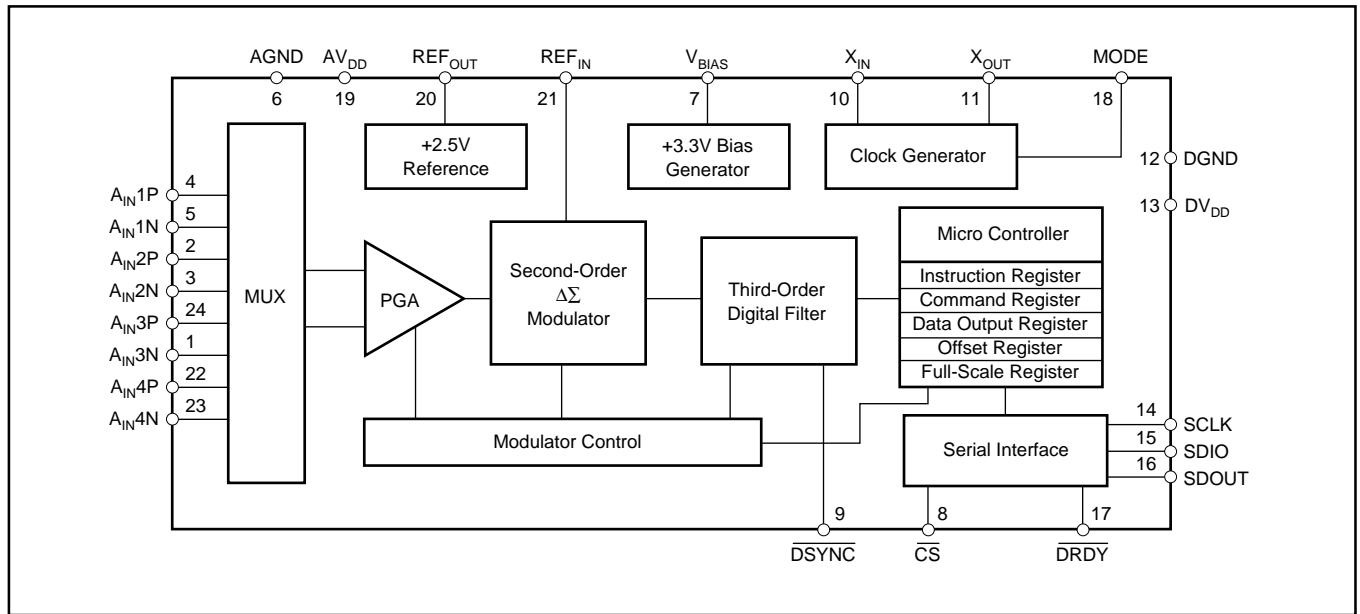 AGND AV_DD REF_OUT REF_IN V_BIAS X_IN X_OUT MODE
6 19 20 21 7 10 11 18
+2.5V
Reference
+3.3V Bias
Generator
Clock Generator
12 DGND
13 DV_DD
A_IN1P 4
A_IN1N 5
A_IN2P 2
A_IN2N 3
A_IN3P 24
A_IN3N 1
A_IN4P 22
A_IN4N 23
MUX
PGA
Second-Order
ΔΣ
Modulator
Third-Order
Digital Filter
Micro Controller
Instruction Register
Command Register
Data Output Register
Offset Register
Full-Scale Register
Modulator Control
Serial Interface
14 SCLK
15 SDIO
16 SDOUT
9 8 17
DSYNC CS DRDY